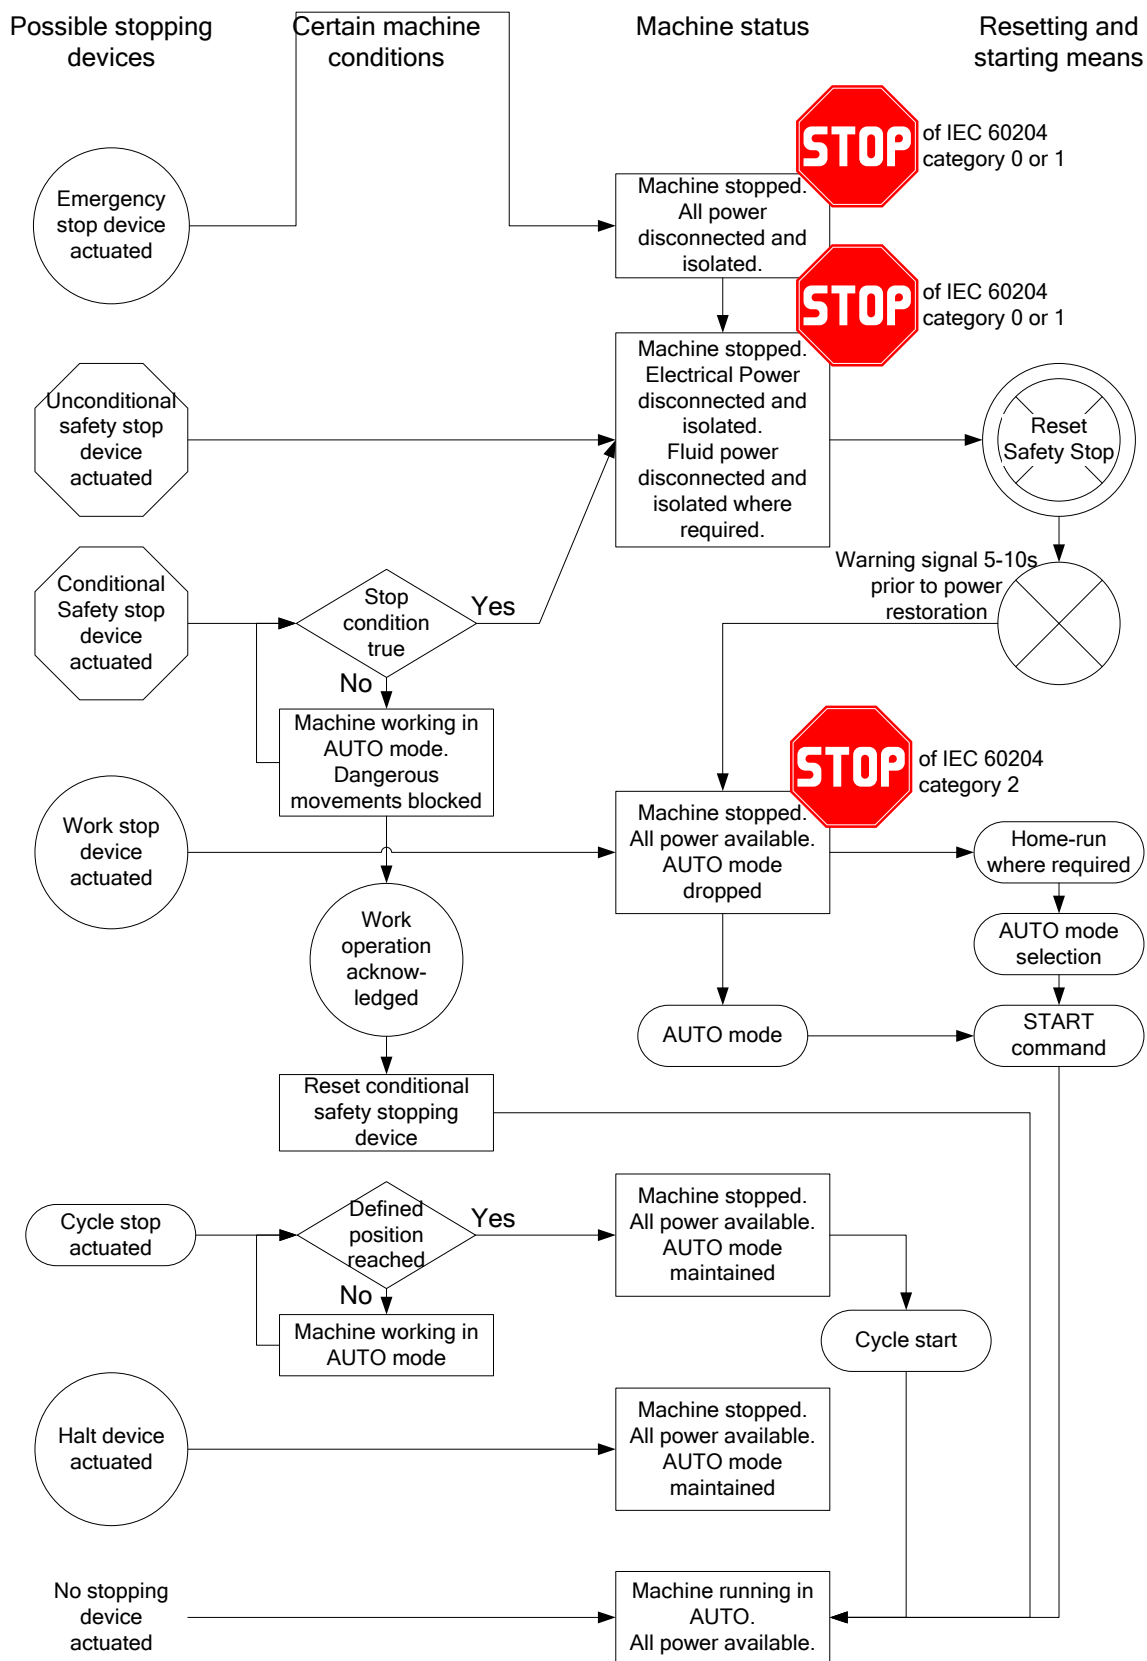 Possible stopping
devices
Certain machine
conditions
Machine status
Resetting and
starting means
STOP
of IEC 60204
category 0 or 1
Emergency
stop device
actuated
Machine stopped.
All power
disconnected and
isolated.
STOP
of IEC 60204
category 0 or 1
Unconditional
safety stop
device
actuated
Machine stopped.
Electrical Power
disconnected and
isolated.
Fluid power
disconnected and
isolated where
required.
Reset
Safety Stop
Conditional
Safety stop
device
actuated
Stop
condition
true
Yes
No
Warning signal 5-10s
prior to power
restoration
Machine working in
AUTO mode.
Dangerous
movements blocked
STOP
of IEC 60204
category 2
Work stop
device
actuated
Machine stopped.
All power available.
AUTO mode
dropped
Home-run
where required
Work
operation
acknow-
ledged
AUTO mode
selection
AUTO mode
START
command
Reset conditional
safety stopping
device
Cycle stop
actuated
Defined
position
reached
Yes
No
Machine stopped.
All power available.
AUTO mode
maintained
Machine working in
AUTO mode
Cycle start
Halt device
actuated
Machine stopped.
All power available.
AUTO mode
maintained
No stopping
device
actuated
Machine running in
AUTO.
All power available.